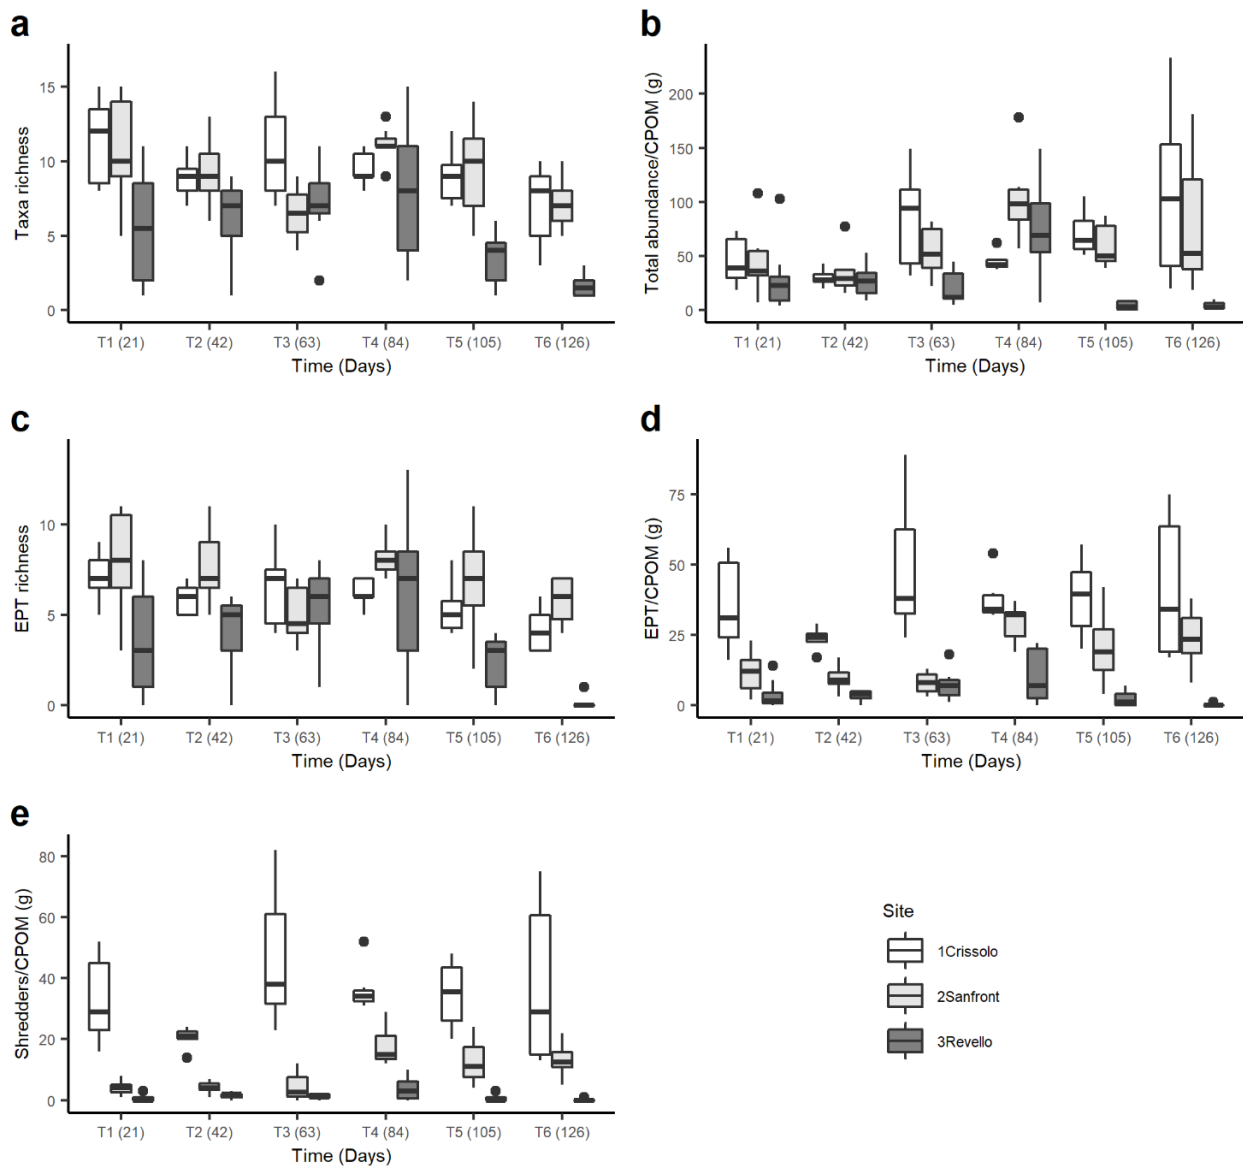 a
Taxa richness
15
10
5
0
T1 (21) T2 (42) T3 (63) T4 (84) T5 (105) T6 (126)
Time (Days)
b
Total abundance/CPOM (g)
200
150
100
50
0
T1 (21) T2 (42) T3 (63) T4 (84) T5 (105) T6 (126)
Time (Days)
c
EPT richness
10
5
0
T1 (21) T2 (42) T3 (63) T4 (84) T5 (105) T6 (126)
Time (Days)
d
EPT/CPOM (g)
75
50
25
0
T1 (21) T2 (42) T3 (63) T4 (84) T5 (105) T6 (126)
Time (Days)
e
Shredders/CPOM (g)
80
60
40
20
0
T1 (21) T2 (42) T3 (63) T4 (84) T5 (105) T6 (126)
Time (Days)
Site
1Crissolo
2Sanfront
3Revello